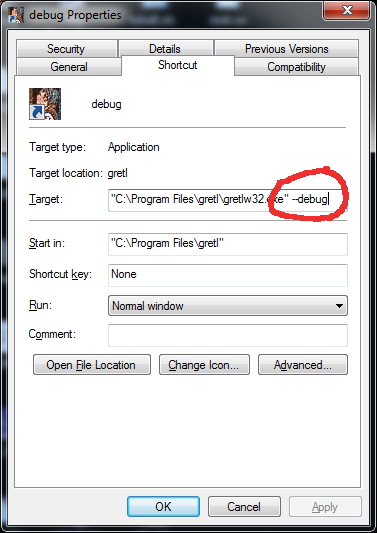 debug Properties
Security Details Previous Versions
General Shortcut Compatibility
debug
Target type: Application
Target location: gretl
Target: "C:\Program Files\gretl\gretlw32.exe" --debug
Start in: "C:\Program Files\gretl"
Shortcut key: None
Run: Normal window
Comment:
Open File Location Change Icon... Advanced...
OK Cancel Apply